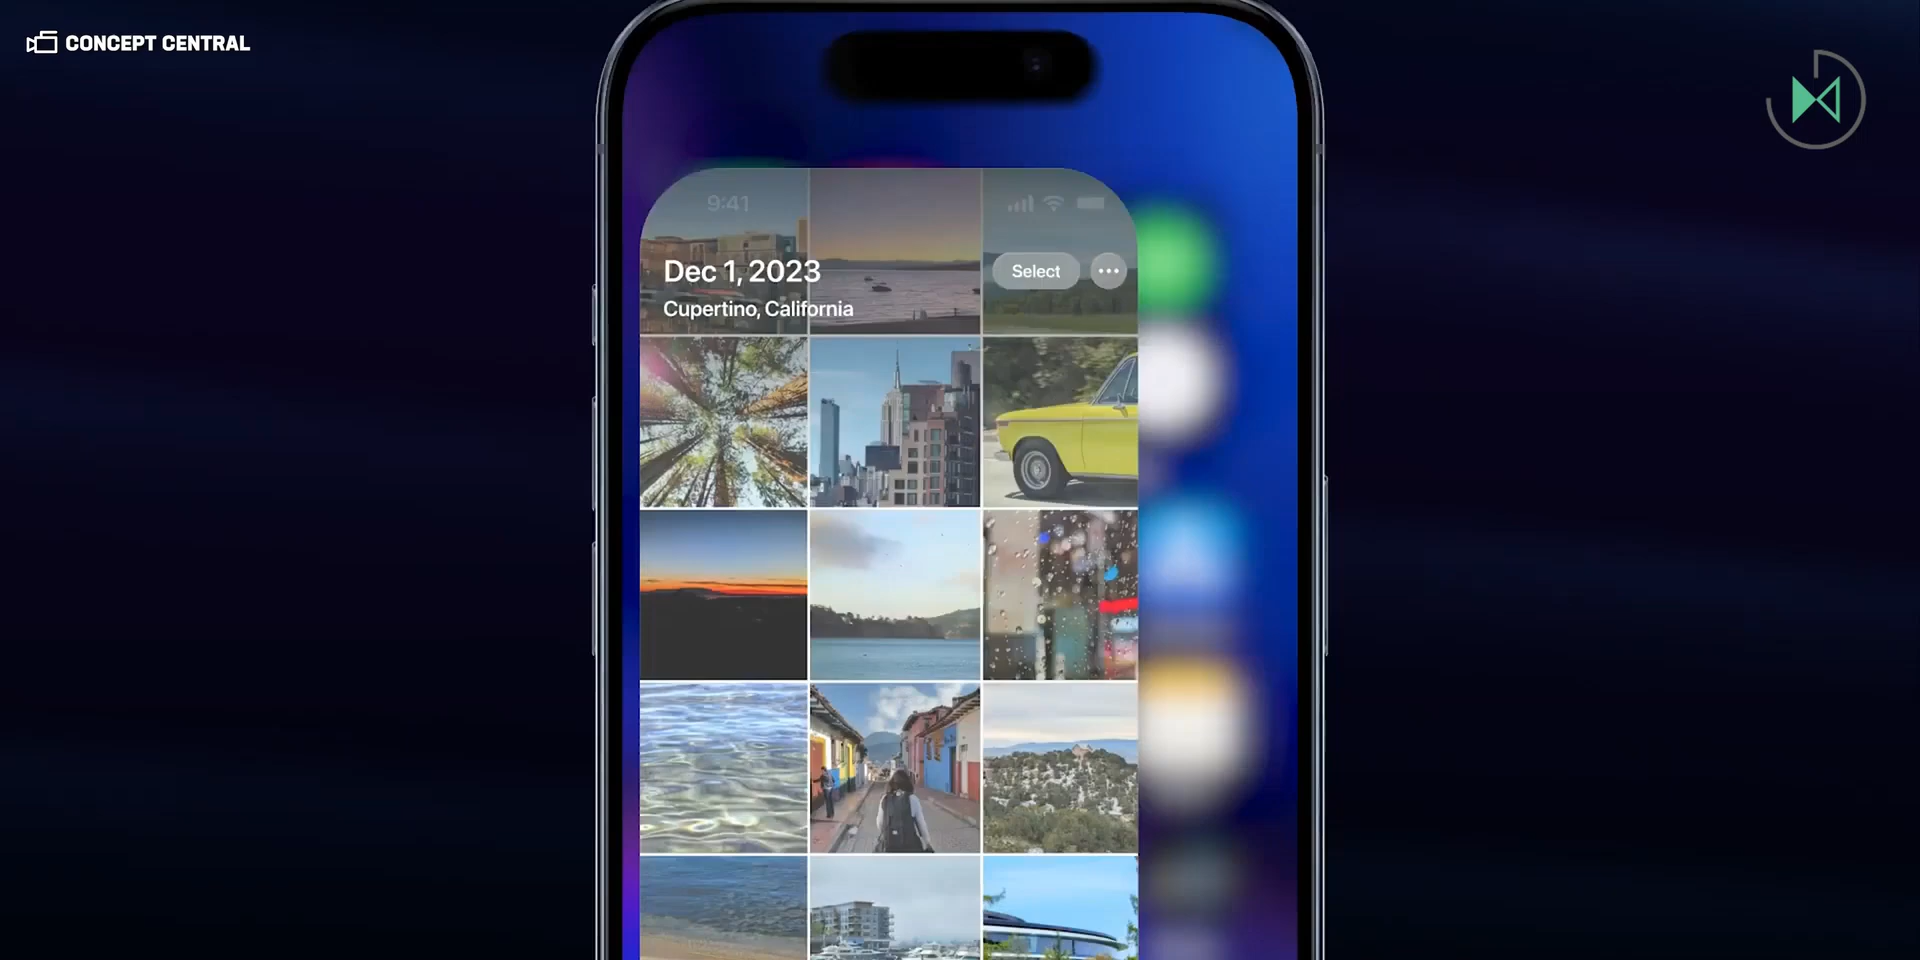 CONCEPT CENTRAL
9:41
Dec 1, 2023
Select
Cupertino, California